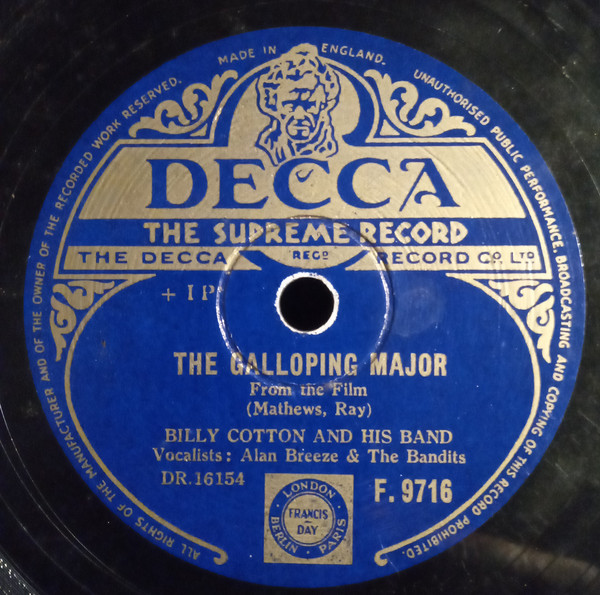 MADE IN ENGLAND.
ALL RIGHTS OF THE MANUFACTURER AND OF THE OWNER OF THE RECORDED WORK RESERVED.
UNAUTHORISED PUBLIC PERFORMANCE, BROADCASTING AND COPYING OF THIS RECORD PROHIBITED.
DECCA
THE SUPREME RECORD
THE DECCA REGD RECORD CO LTD
THE GALLOPING MAJOR
From the Film
(Mathews, Ray)
BILLY COTTON AND HIS BAND
Vocalists: Alan Breeze & The Bandits
DR.16154
F. 9716
LONDON
FRANCIS
DAY
BERLIN · PARIS